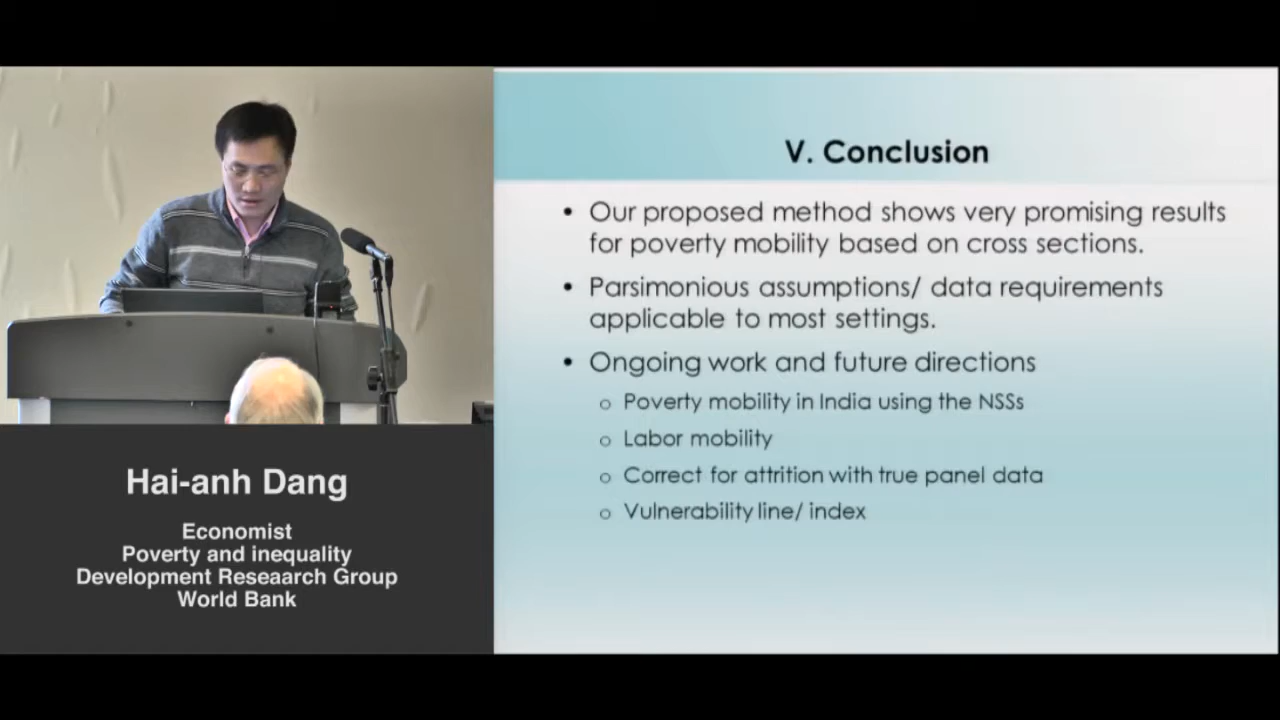 V. Conclusion
• Our proposed method shows very promising results
for poverty mobility based on cross sections.
• Parsimonious assumptions/ data requirements
applicable to most settings.
• Ongoing work and future directions
o Poverty mobility in India using the NSSs
o Labor mobility
o Correct for attrition with true panel data
o Vulnerability line/ index
Hai-anh Dang
Economist
Poverty and inequality
Development Reseaarch Group
World Bank